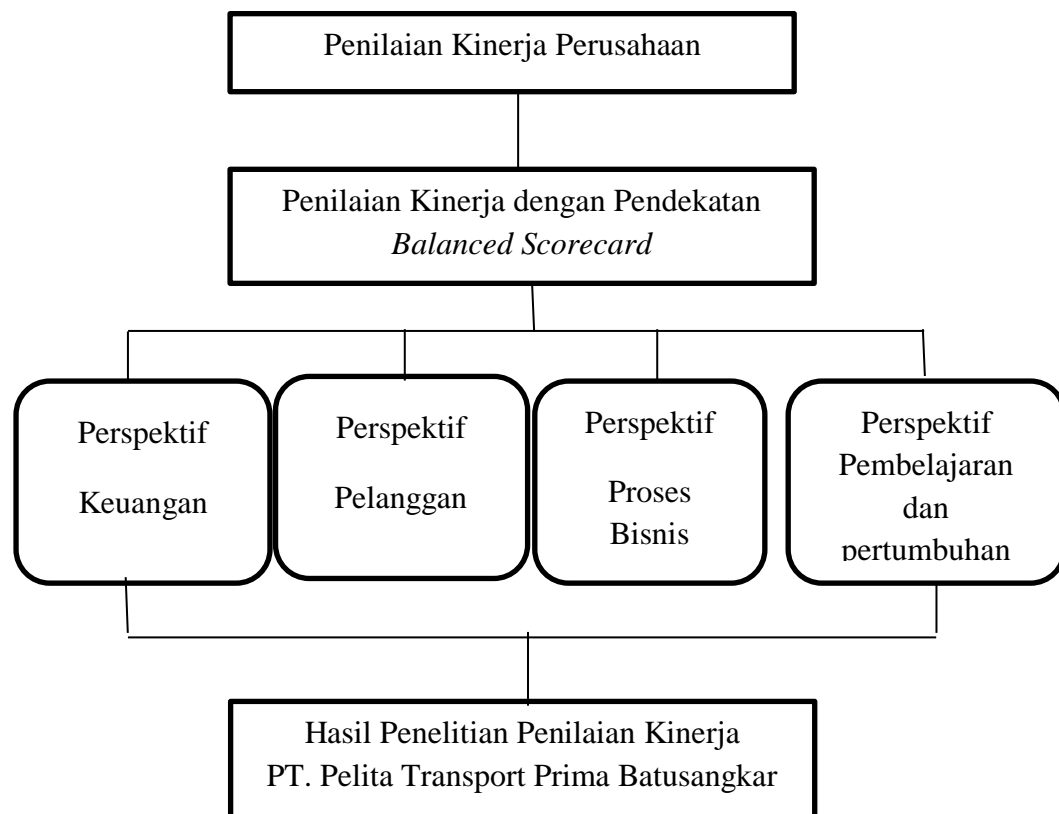 Penilaian Kinerja Perusahaan
Penilaian Kinerja dengan Pendekatan
Balanced Scorecard
Perspektif
Keuangan
Perspektif
Pelanggan
Perspektif
Proses
Bisnis
Perspektif
Pembelajaran
dan
pertumbuhan
Hasil Penelitian Penilaian Kinerja
PT. Pelita Transport Prima Batusangkar